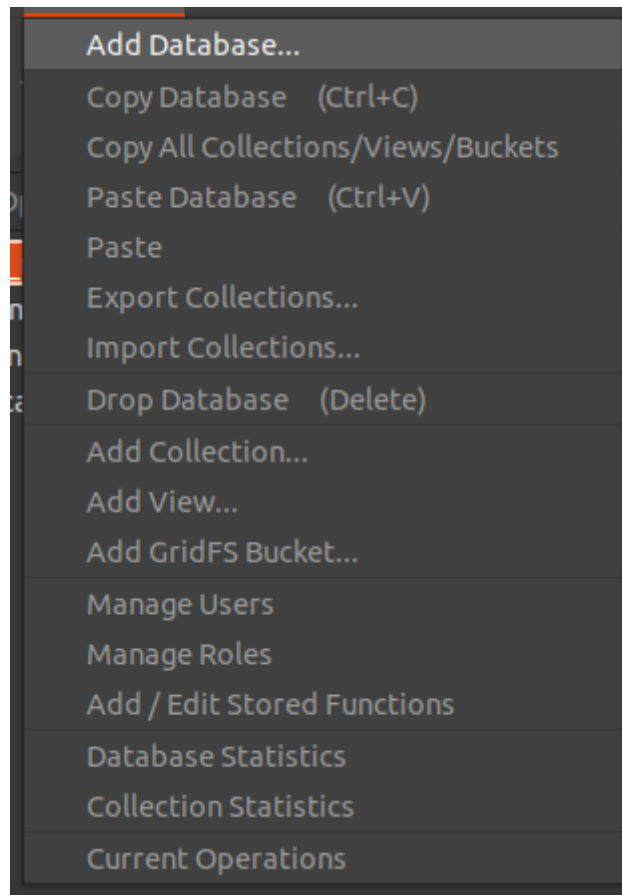 Add Database...
Copy Database (Ctrl+C)
Copy All Collections/Views/Buckets
Paste Database (Ctrl+V)
Paste
Export Collections...
Import Collections...
Drop Database (Delete)
Add Collection...
Add View...
Add GridFS Bucket...
Manage Users
Manage Roles
Add / Edit Stored Functions
Database Statistics
Collection Statistics
Current Operations